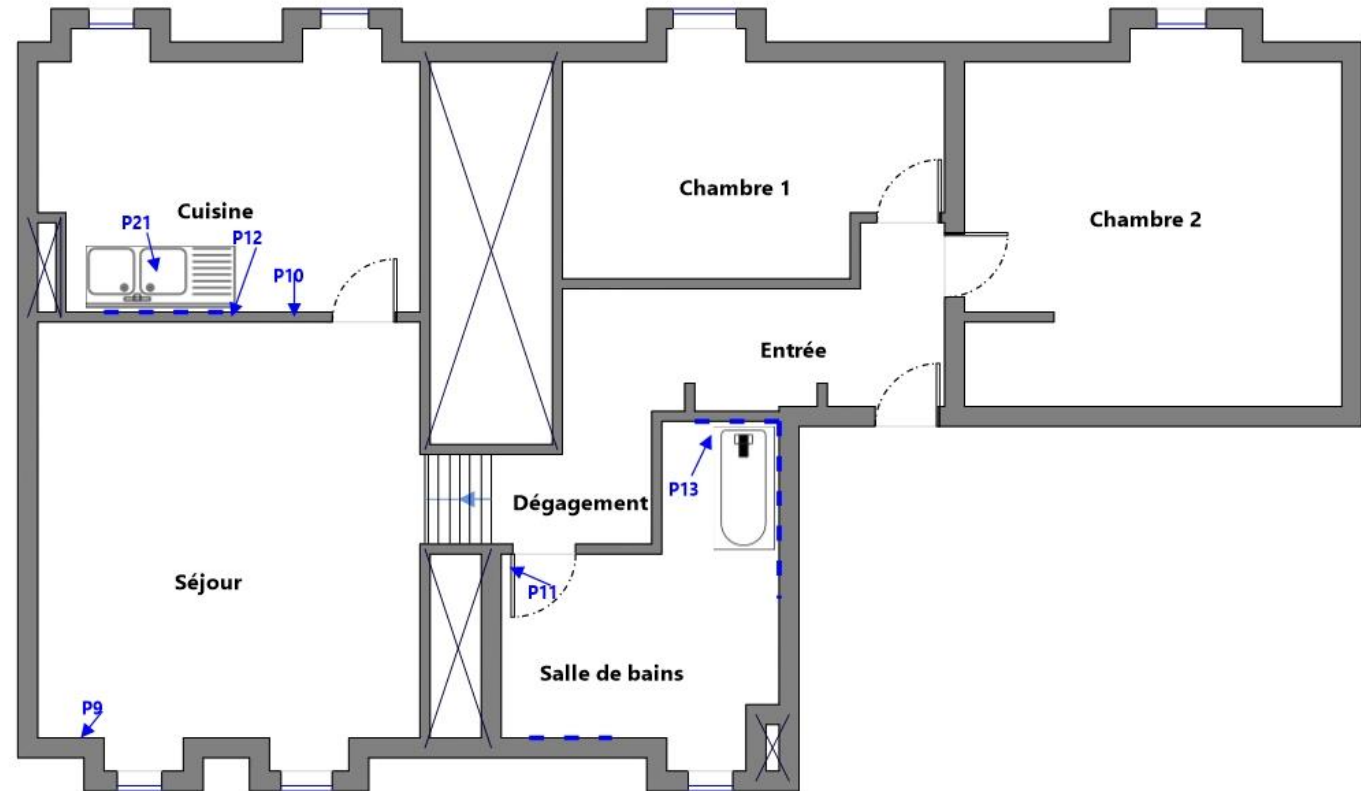 Chambre 1
Cuisine
Chambre 2
P21
P12
P10
Entrée
P13
Dégagement
Séjour
P11
Salle de bains
P9